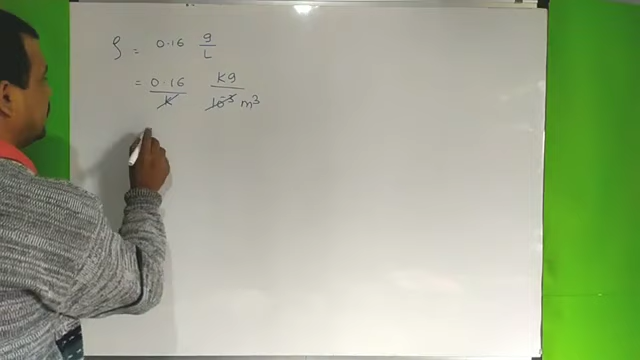 ρ = 0.16 g/L
= 0.16/k kg/10⁻³ m³